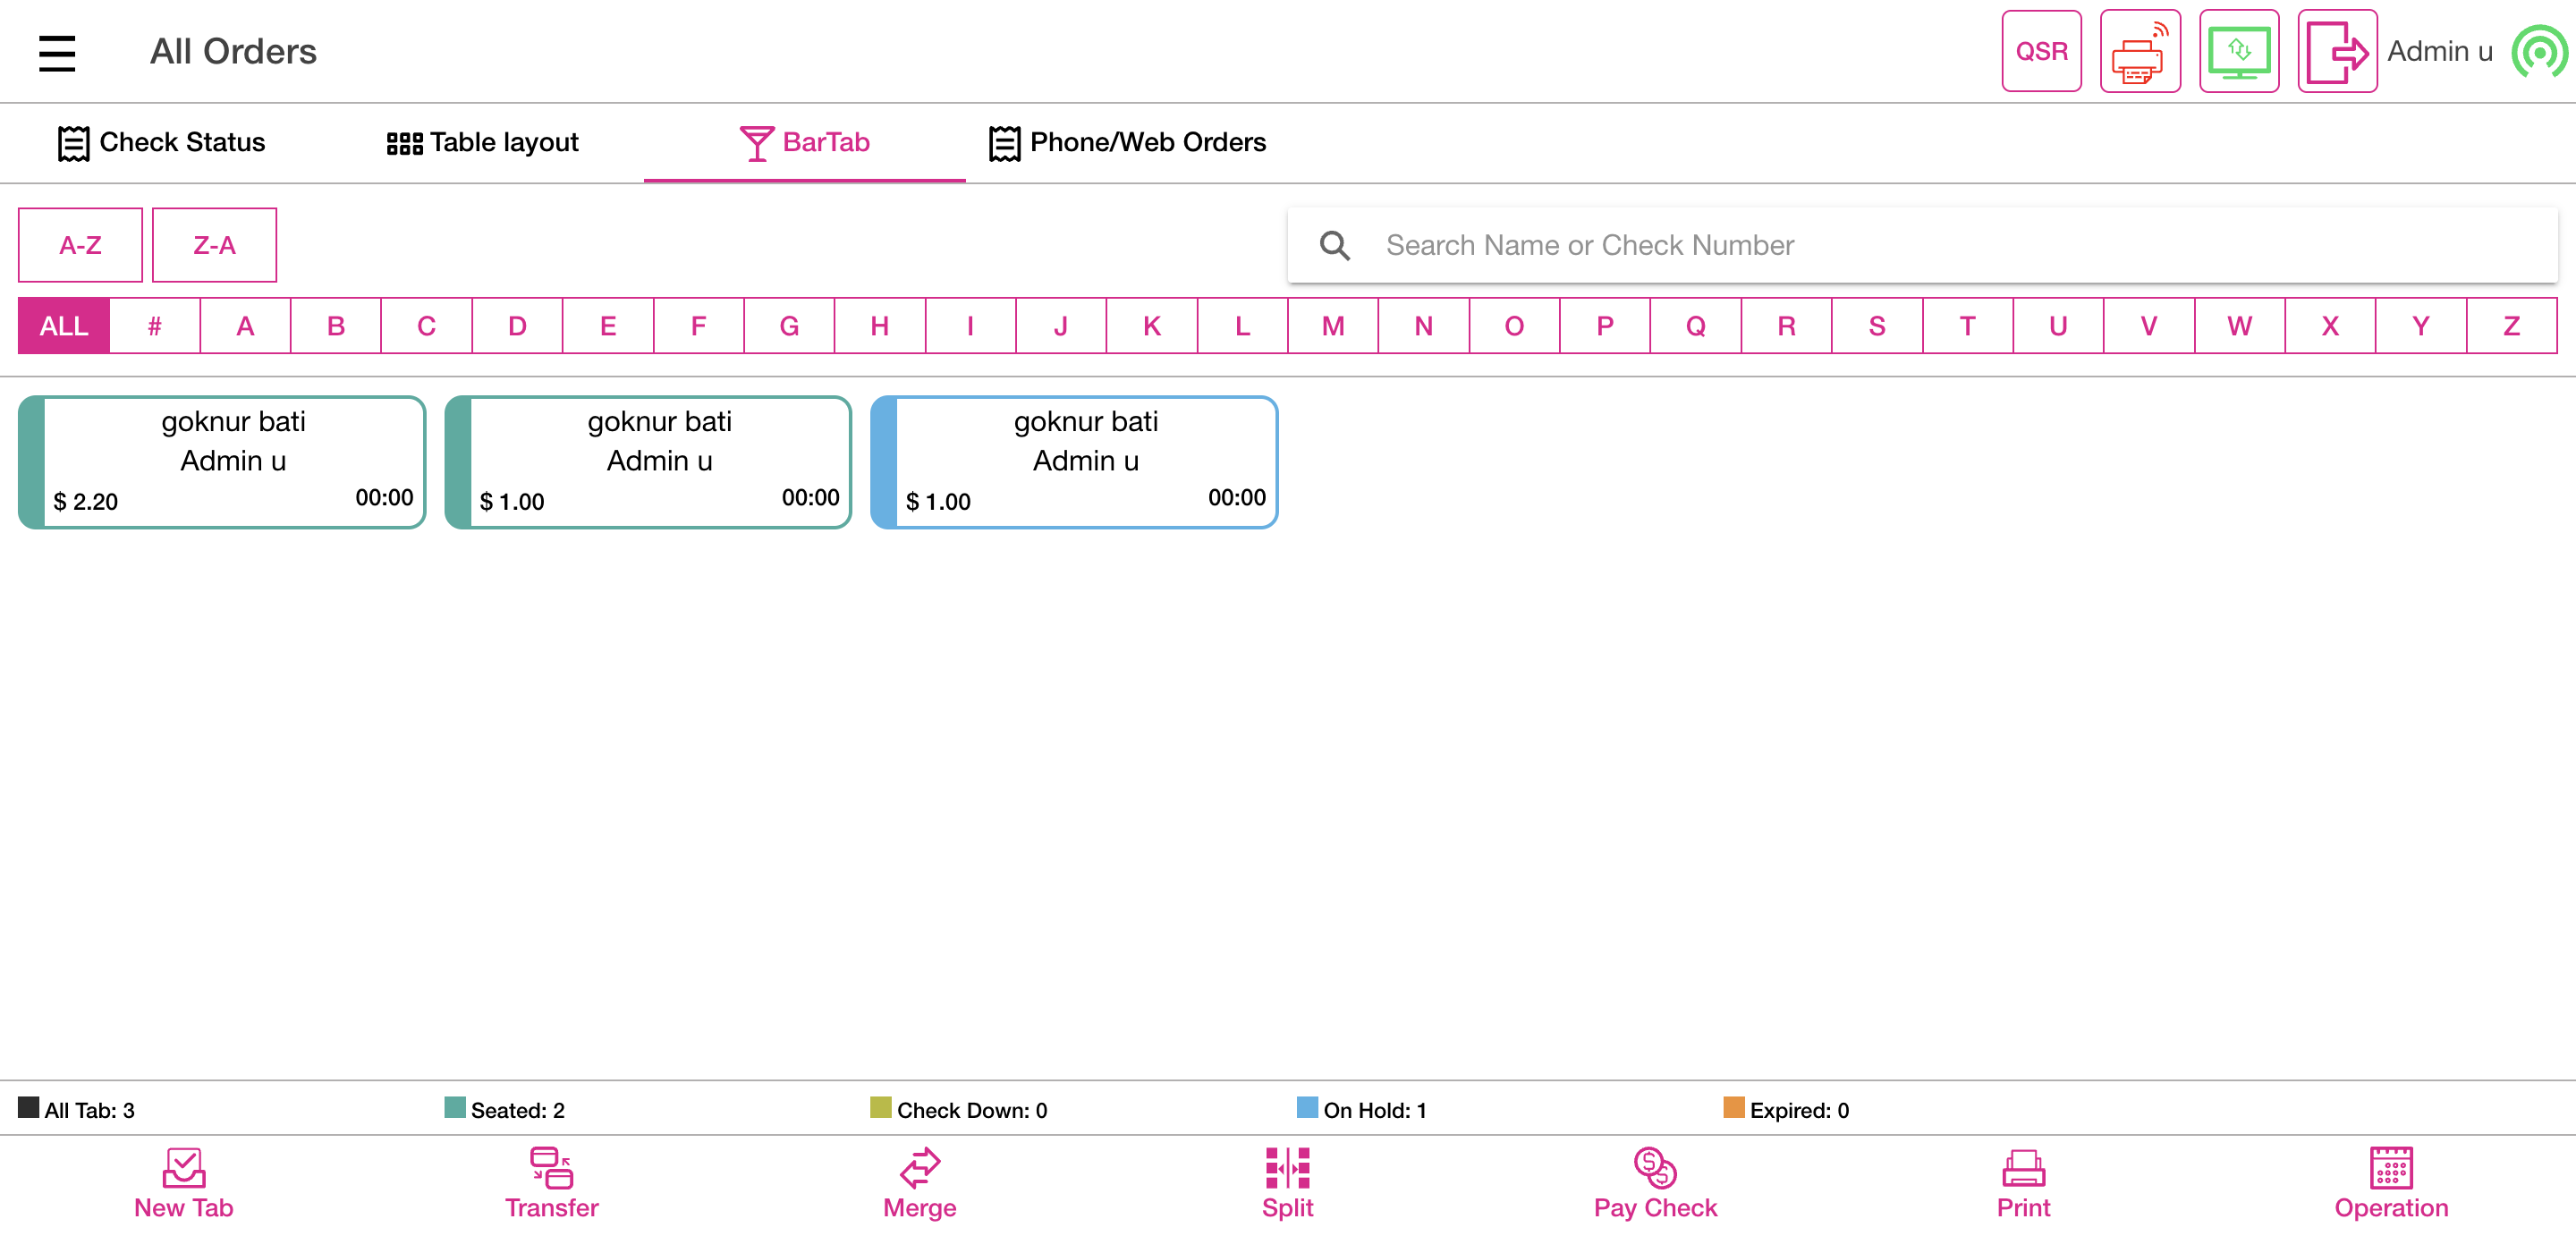 All Orders
QSR
Admin u
Check Status
Table layout
BarTab
Phone/Web Orders
A-Z
Z-A
Search Name or Check Number
ALL # A B C D E F G H I J K L M N O P Q R S T U V W X Y Z
goknur bati
Admin u
$ 2.20 00:00
goknur bati
Admin u
$ 1.00 00:00
goknur bati
Admin u
$ 1.00 00:00
All Tab: 3
Seated: 2
Check Down: 0
On Hold: 1
Expired: 0
New Tab
Transfer
Merge
Split
Pay Check
Print
Operation